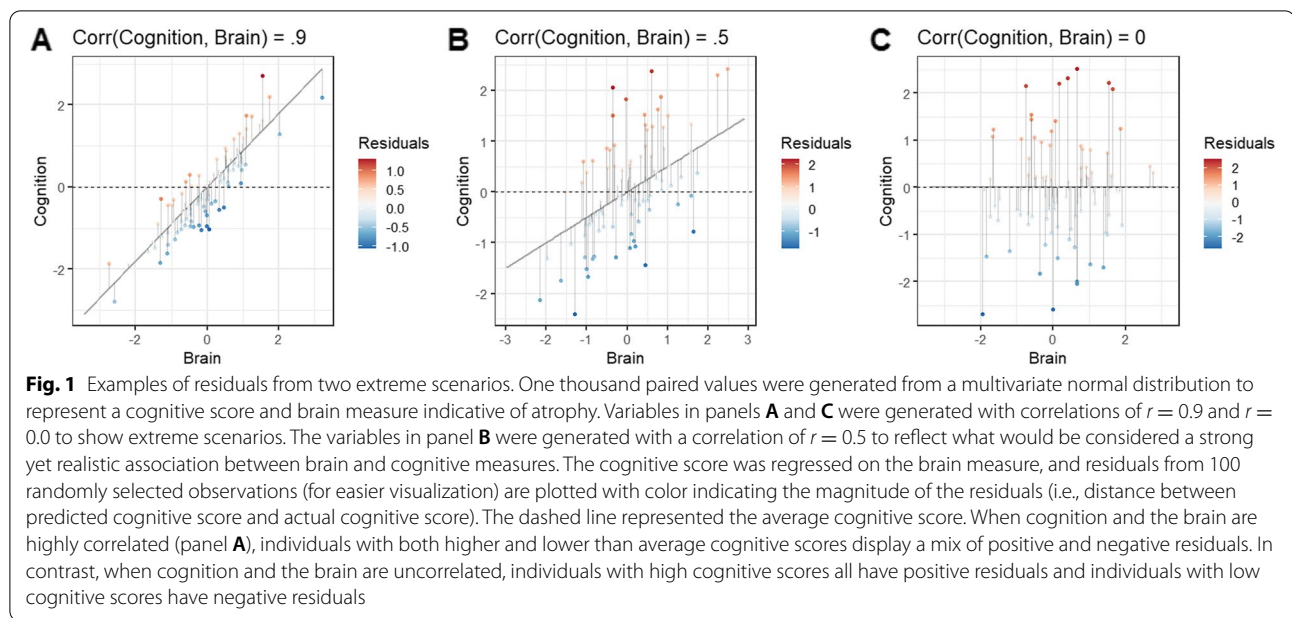 A Corr(Cognition, Brain) = .9
2
0
-2
Cognition
-2 0 2
Brain
Residuals
1.0
0.5
0.0
-0.5
-1.0
B Corr(Cognition, Brain) = .5
2
1
0
-1
-2
Cognition
-3 -2 -1 0 1 2 3
Brain
Residuals
2
1
0
-1
C Corr(Cognition, Brain) = 0
2
1
0
-1
-2
Cognition
-2 0 2
Brain
Residuals
2
1
0
-1
-2
Fig. 1 Examples of residuals from two extreme scenarios. One thousand paired values were generated from a multivariate normal distribution to
represent a cognitive score and brain measure indicative of atrophy. Variables in panels A and C were generated with correlations of r = 0.9 and r =
0.0 to show extreme scenarios. The variables in panel B were generated with a correlation of r = 0.5 to reflect what would be considered a strong
yet realistic association between brain and cognitive measures. The cognitive score was regressed on the brain measure, and residuals from 100
randomly selected observations (for easier visualization) are plotted with color indicating the magnitude of the residuals (i.e., distance between
predicted cognitive score and actual cognitive score). The dashed line represented the average cognitive score. When cognition and the brain are
highly correlated (panel A), individuals with both higher and lower than average cognitive scores display a mix of positive and negative residuals. In
contrast, when cognition and the brain are uncorrelated, individuals with high cognitive scores all have positive residuals and individuals with low
cognitive scores have negative residuals